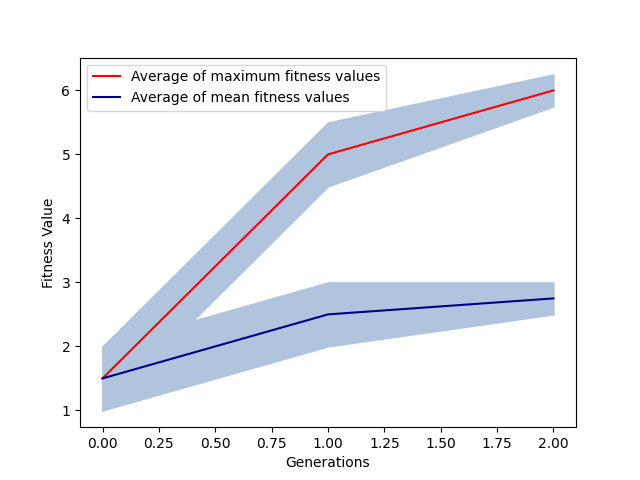 Average of maximum fitness values
Average of mean fitness values
6
5
4
3
2
1
Fitness Value
0.00 0.25 0.50 0.75 1.00 1.25 1.50 1.75 2.00
Generations